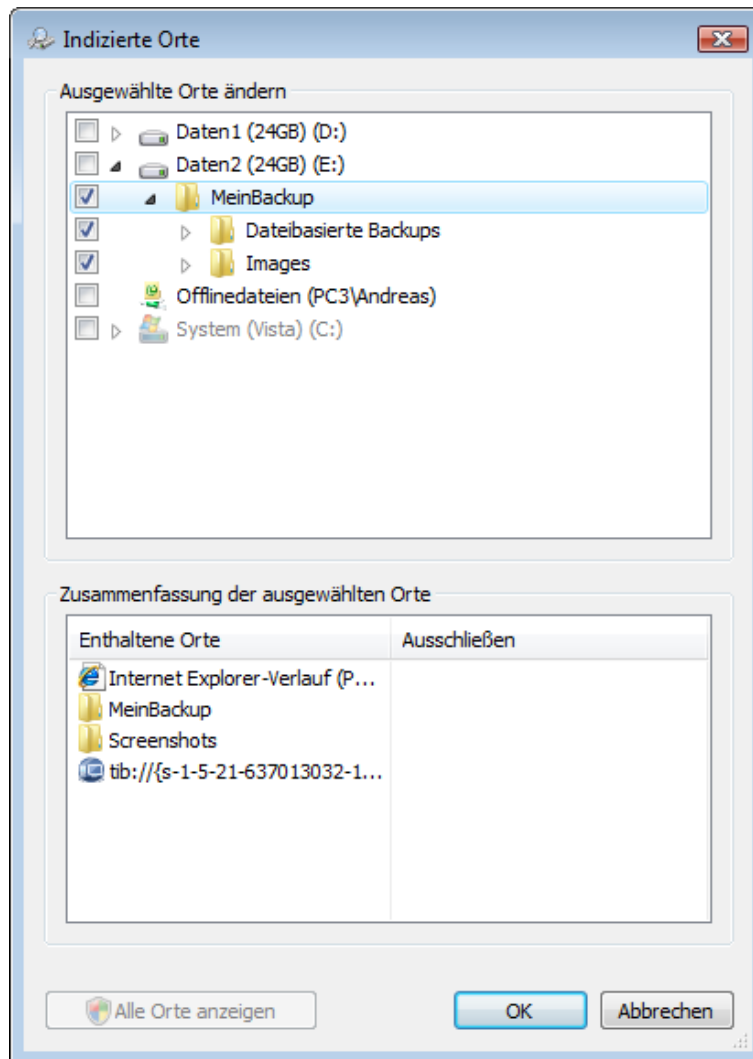 Indizierte Orte
Ausgewählte Orte ändern
Daten1 (24GB) (D:)
Daten2 (24GB) (E:)
MeinBackup
Dateibasierte Backups
Images
Offlinedateien (PC3\Andreas)
System (Vista) (C:)
Zusammenfassung der ausgewählten Orte
Enthaltene Orte Ausschließen
Internet Explorer-Verlauf (P...
MeinBackup
Screenshots
tib://{s-1-5-21-637013032-1...
Alle Orte anzeigen OK Abbrechen